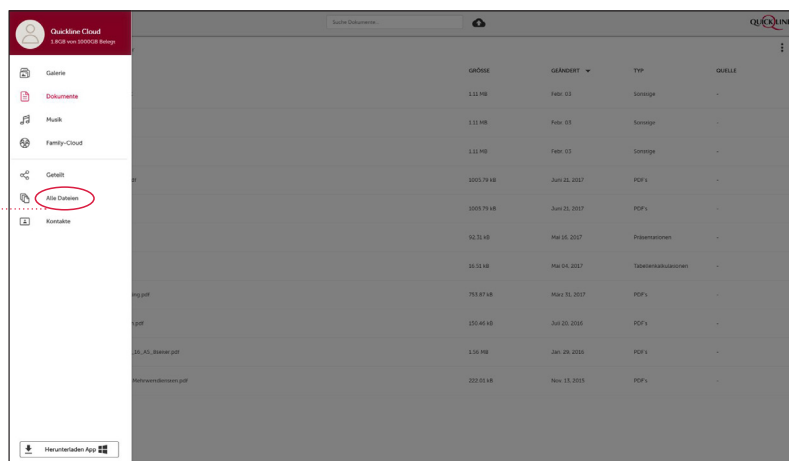 Quickline Cloud
1.8GB von 1000GB Belegt
Suche Dokumente...
QUICKLINE
GRÖSSE GEÄNDERT TYP QUELLE
Galerie
Dokumente
Musik
Family-Cloud
Geteilt
Alle Dateien
Kontakte
1.11 MB Febr. 03 Sonstige -
1.11 MB Febr. 03 Sonstige -
1.11 MB Febr. 03 Sonstige -
1003.79 kB Juni 21, 2017 PDF's -
1003.79 kB Juni 21, 2017 PDF's -
92.31 kB Mai 16, 2017 Präsentationen -
16.51 kB Mai 04, 2017 Tabellenkalkulationen -
ing.pdf 753.87 kB März 31, 2017 PDF's -
n.pdf 150.46 kB Juli 20, 2016 PDF's -
1.16 MB Jan. 29, 2016 PDF's -
Mehrwertdiensten.pdf 222.01 kB Nov. 13, 2015 PDF's -
Herunterladen App